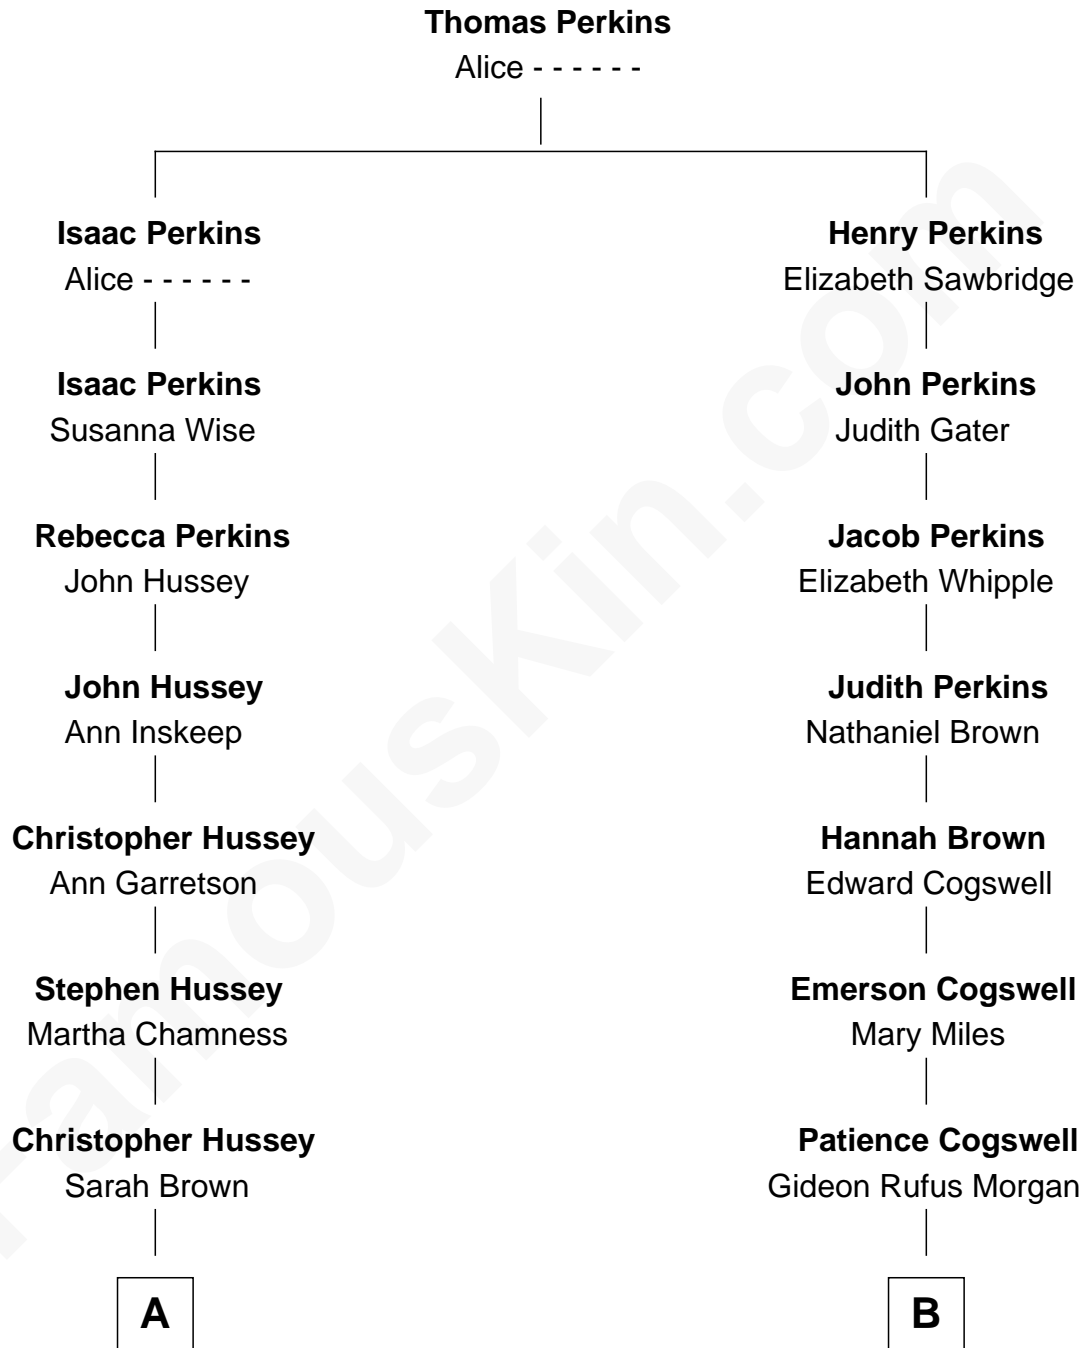 Thomas Perkins
Alice - - - - - -
Isaac Perkins
Alice - - - - - -
Henry Perkins
Elizabeth Sawbridge
Isaac Perkins
Susanna Wise
John Perkins
Judith Gater
Rebecca Perkins
John Hussey
Jacob Perkins
Elizabeth Whipple
John Hussey
Ann Inskeep
Judith Perkins
Nathaniel Brown
Christopher Hussey
Ann Garretson
Hannah Brown
Edward Cogswell
Stephen Hussey
Martha Chamness
Emerson Cogswell
Mary Miles
Christopher Hussey
Sarah Brown
Patience Cogswell
Gideon Rufus Morgan
A
B
FamousKin.com